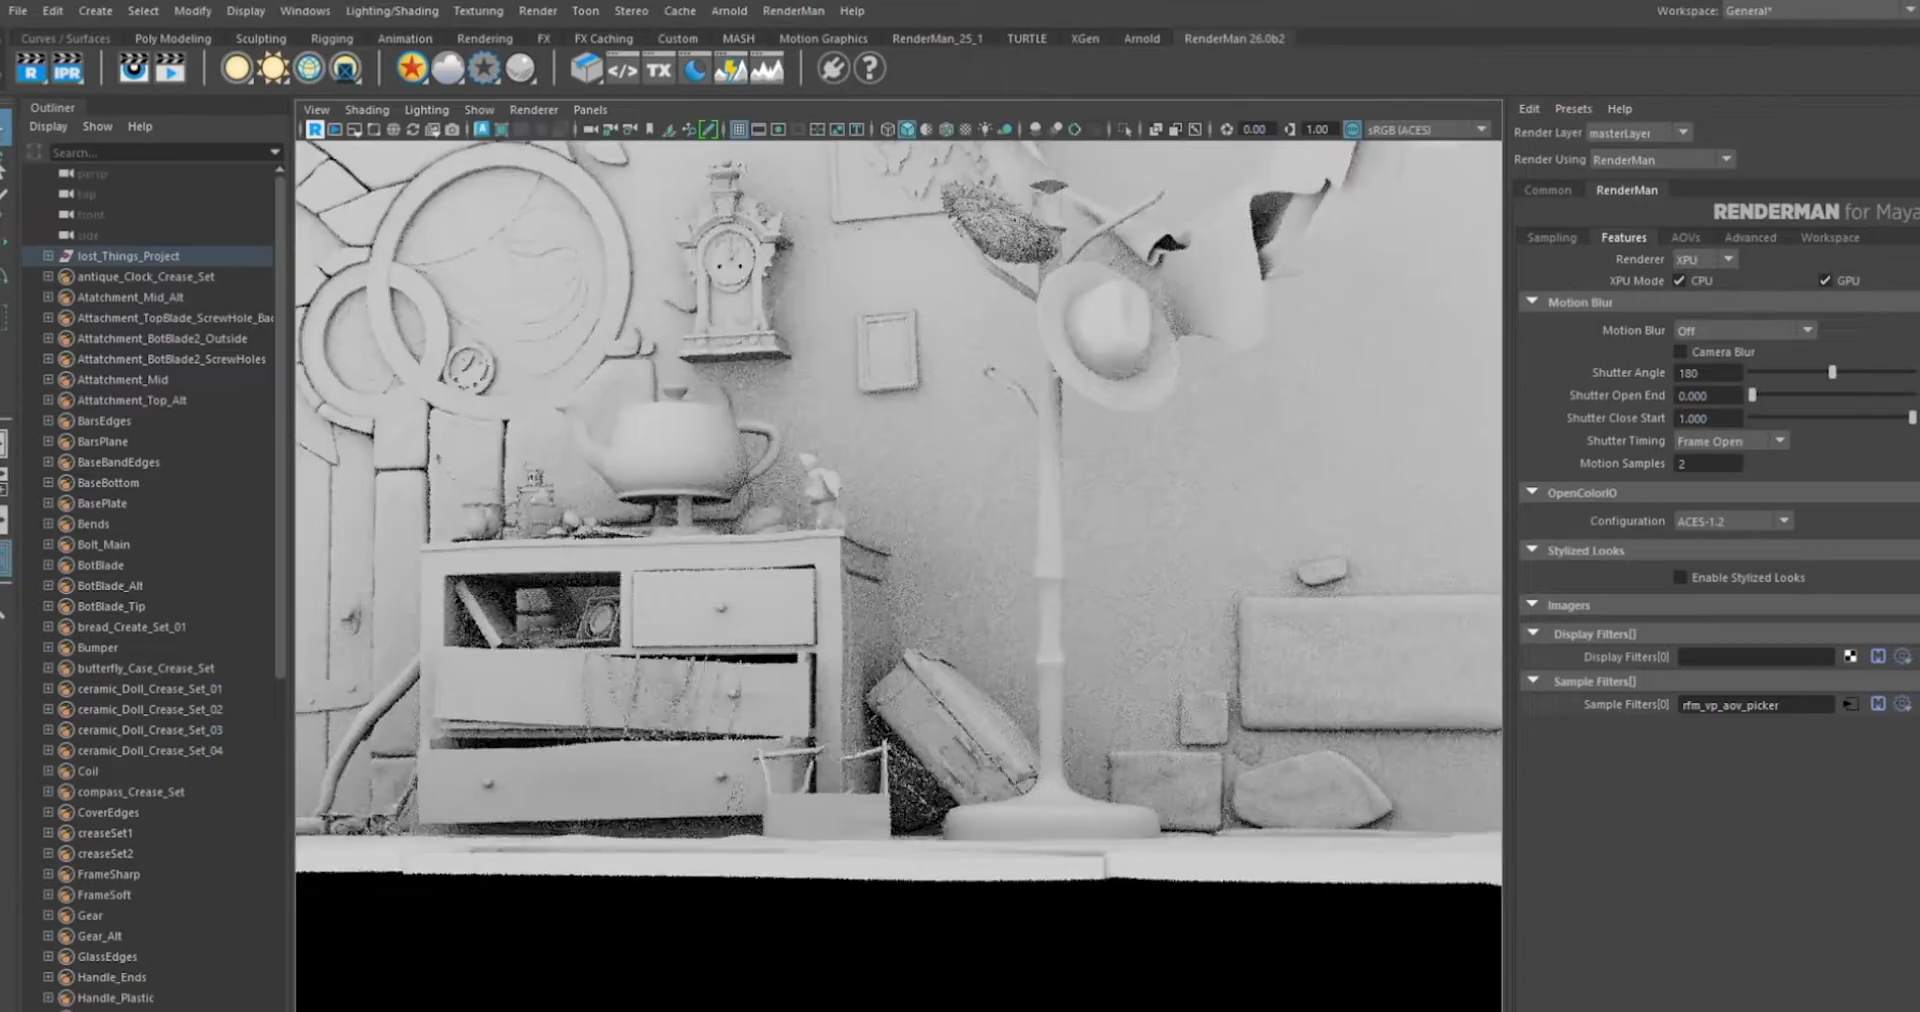 File Edit Create Select Modify Display Windows Lighting/Shading Texturing Render Toon Stereo Cache Arnold RenderMan Help
Workspace: General*
Curves / Surfaces Poly Modeling Sculpting Rigging Animation Rendering FX FX Caching Custom MASH Motion Graphics RenderMan_25_1 TURTLE XGen Arnold RenderMan 26.0b2
R IPR </> TX ?
Outliner
Display Show Help
Search...
persp
top
front
side
lost_Things_Project
antique_Clock_Crease_Set
Atatchment_Mid_Alt
Attachment_TopBlade_ScrewHole_Bac
Attatchment_BotBlade2_Outside
Attatchment_BotBlade2_ScrewHoles
Attatchment_Mid
Attatchment_Top_Alt
BarsEdges
BarsPlane
BaseBandEdges
BaseBottom
BasePlate
Bends
Bolt_Main
BotBlade
BotBlade_Alt
BotBlade_Tip
bread_Create_Set_01
Bumper
butterfly_Case_Crease_Set
ceramic_Doll_Crease_Set_01
ceramic_Doll_Crease_Set_02
ceramic_Doll_Crease_Set_03
ceramic_Doll_Crease_Set_04
Coil
compass_Crease_Set
CoverEdges
creaseSet1
creaseSet2
FrameSharp
FrameSoft
Gear
Gear_Alt
GlassEdges
Handle_Ends
Handle_Plastic
View Shading Lighting Show Renderer Panels
R 0.00 1.00 sRGB (ACES)
Edit Presets Help
Render Layer masterLayer
Render Using RenderMan
Common RenderMan
RENDERMAN for Maya
Sampling Features AOVs Advanced Workspace
Renderer XPU
XPU Mode CPU GPU
Motion Blur
Motion Blur Off
Camera Blur
Shutter Angle 180
Shutter Open End 0.000
Shutter Close Start 1.000
Shutter Timing Frame Open
Motion Samples 2
OpenColorIO
Configuration ACES-1.2
Stylized Looks
Enable Stylized Looks
Imagers
Display Filters[]
Display Filters[0]
Sample Filters[]
Sample Filters[0] rfm_vp_aov_picker